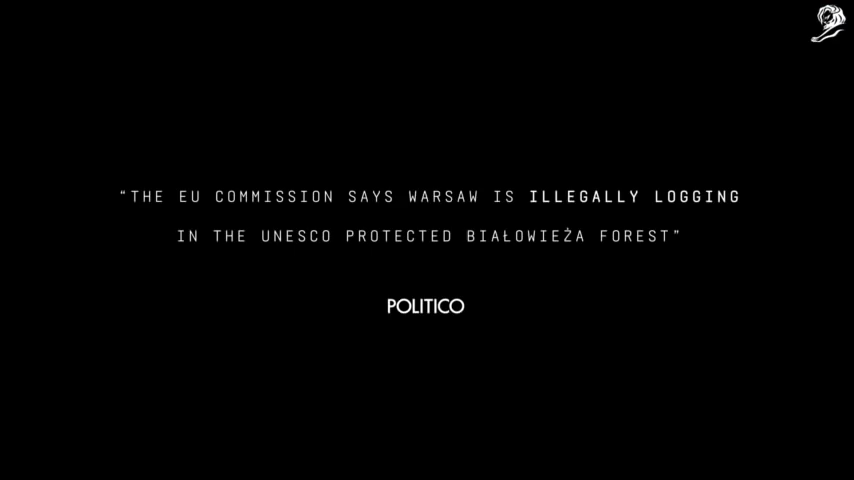 “THE EU COMMISSION SAYS WARSAW IS ILLEGALLY LOGGING
IN THE UNESCO PROTECTED BIAŁOWIEŻA FOREST”
POLITICO